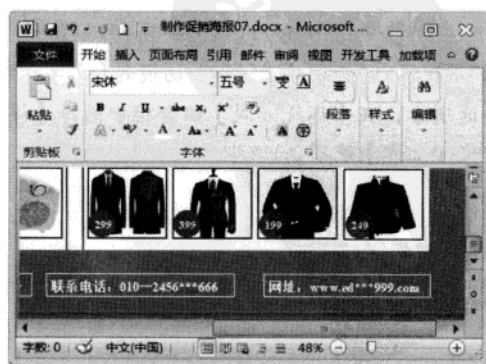 制作促销海报07.docx - Microsoft ...
文件 开始 插入 页面布局 引用 邮件 审阅 视图 开发工具 加载项
宋体 五号
粘贴 段落 样式 编辑
剪贴板 字体
299 399 199 249
联系电话：010—2456***666 网址：www.ed***999.com
字数: 0 中文(中国) 48%